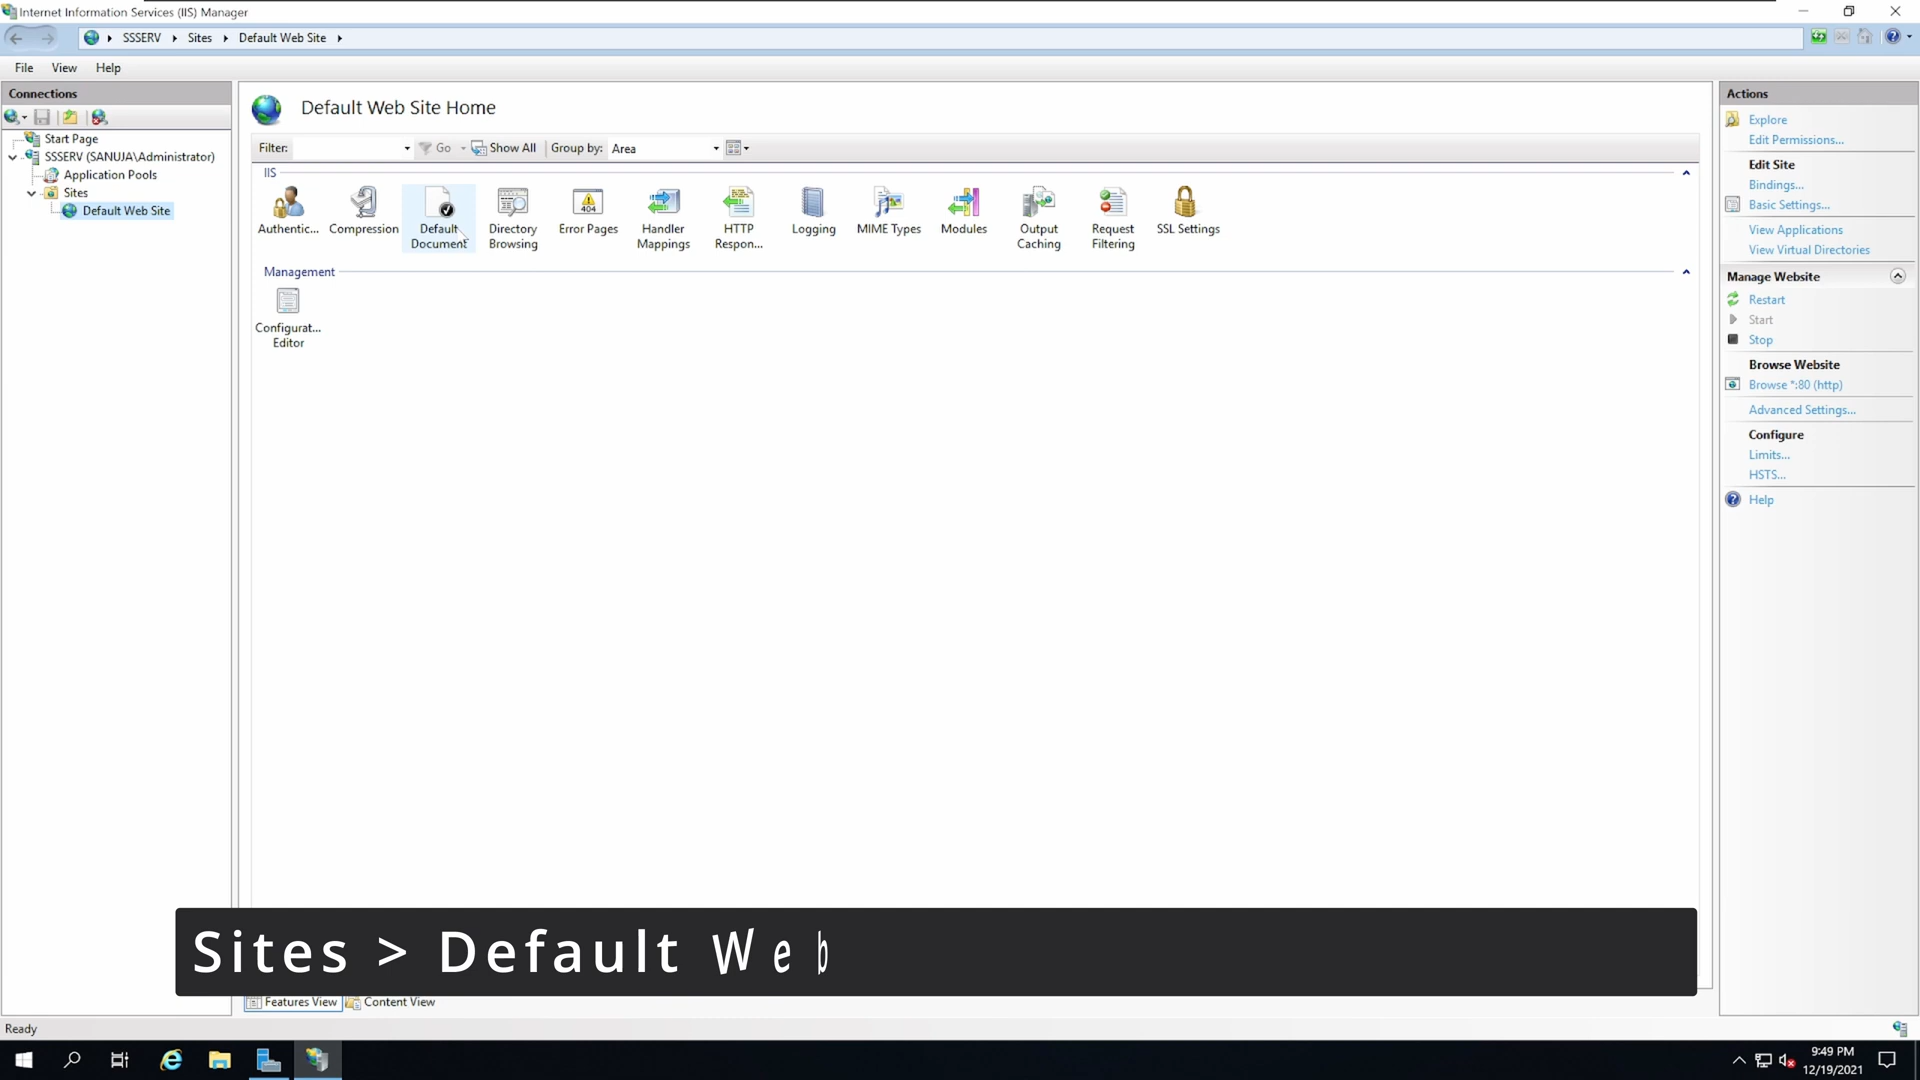 Internet Information Services (IIS) Manager
SSSERV
Sites
Default Web Site
File
View
Help
Connections
Start Page
SSSERV (SANUJA\Administrator)
Application Pools
Sites
Default Web Site
Default Web Site Home
Filter:
Go
Show All
Group by:
Area
IIS
Authentic...
Compression
Default
Document
Directory
Browsing
Error Pages
404
Handler
Mappings
HTTP
Respon...
Logging
MIME Types
Modules
Output
Caching
Request
Filtering
SSL Settings
Management
Configurat...
Editor
Actions
Explore
Edit Permissions...
Edit Site
Bindings...
Basic Settings...
View Applications
View Virtual Directories
Manage Website
Restart
Start
Stop
Browse Website
Browse *:80 (http)
Advanced Settings...
Configure
Limits...
HSTS...
Help
Sites > Default Web
Features View
Content View
Ready
9:49 PM
12/19/2021